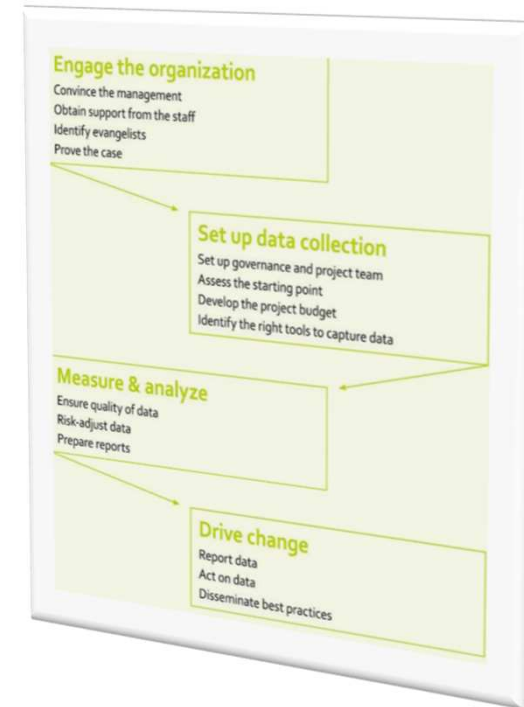 Engage the organization
Convince the management
Obtain support from the staff
Identify evangelists
Prove the case
Set up data collection
Set up governance and project team
Assess the starting point
Develop the project budget
Identify the right tools to capture data
Measure & analyze
Ensure quality of data
Risk-adjust data
Prepare reports
Drive change
Report data
Act on data
Disseminate best practices